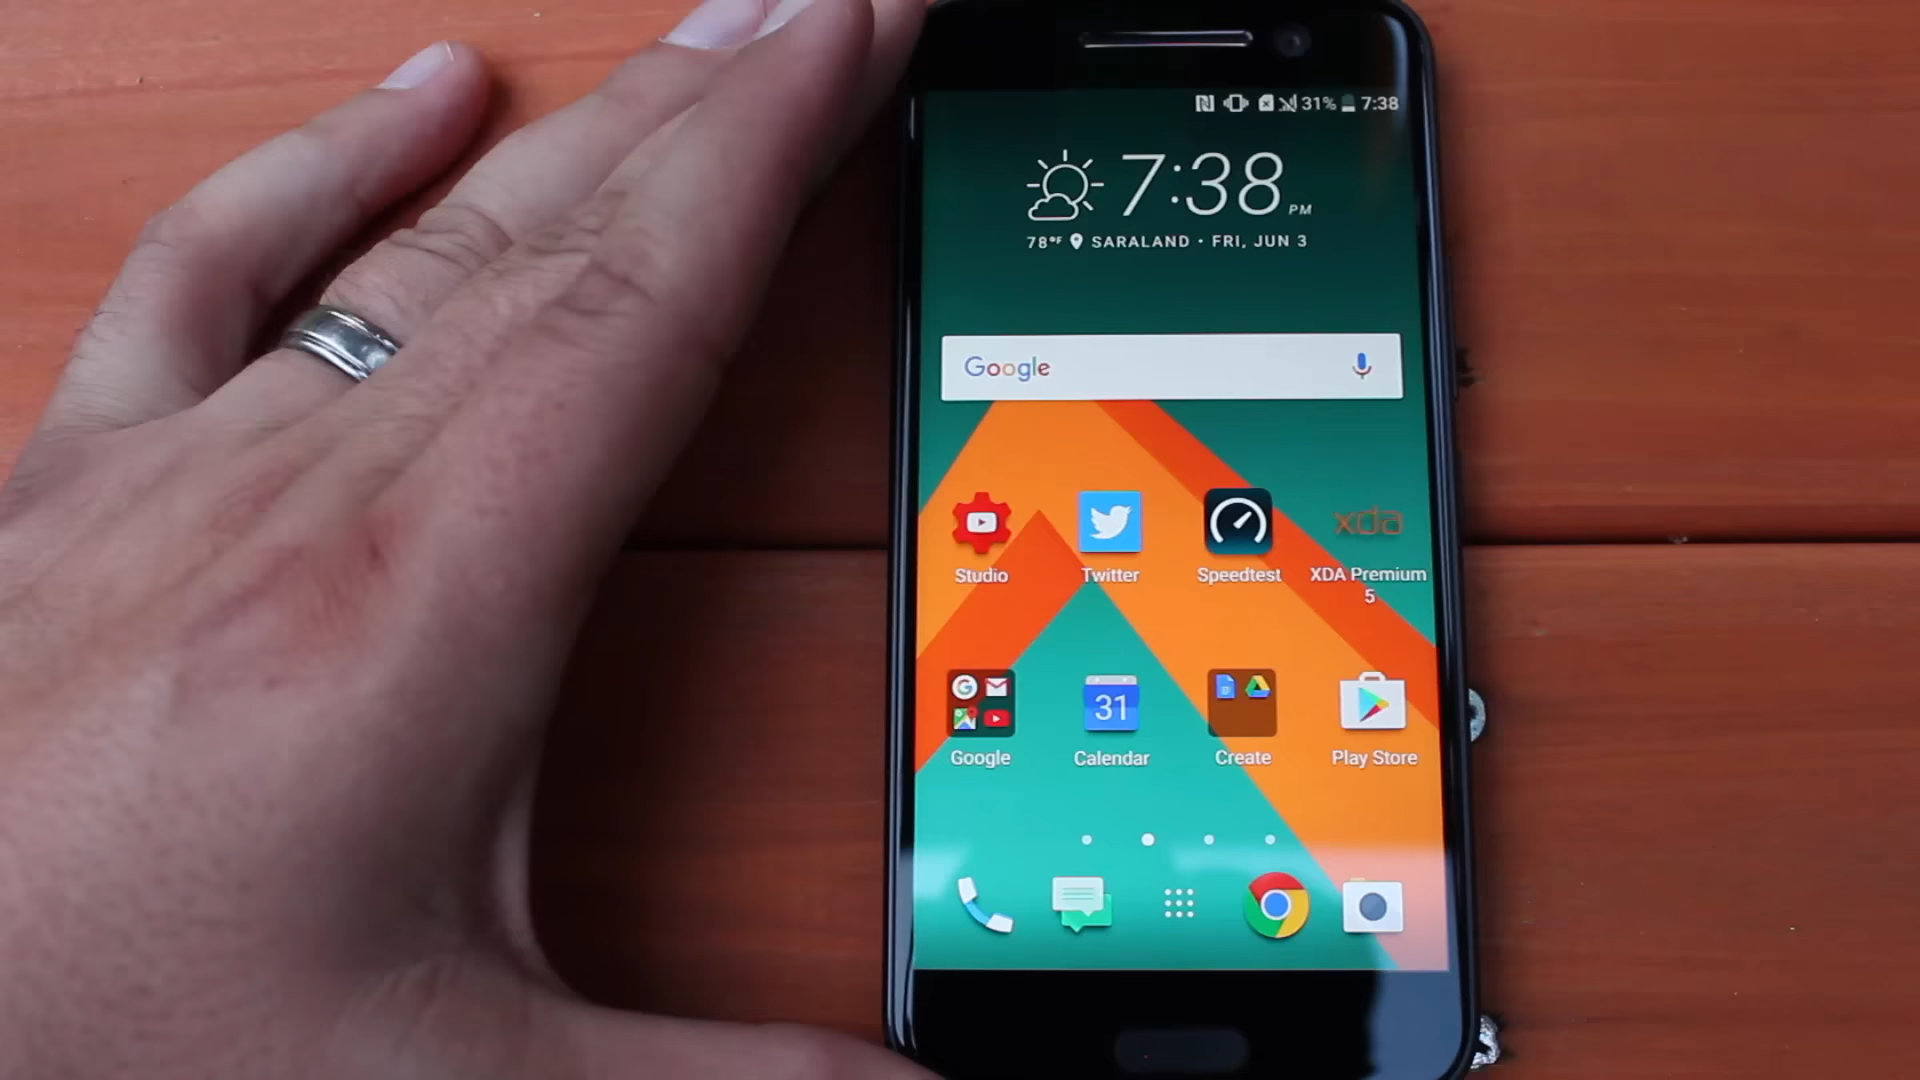 31% 7:38
7:38 PM
78°F SARALAND • FRI, JUN 3
Google
xda
Studio Twitter Speedtest XDA Premium
5
31
Google Calendar Create Play Store